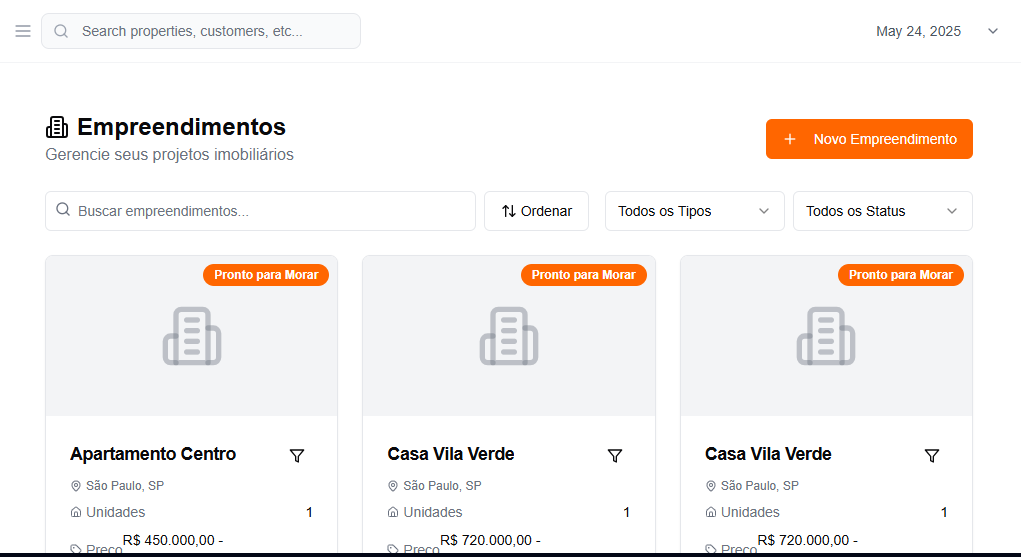 Search properties, customers, etc...
May 24, 2025
Empreendimentos
Gerencie seus projetos imobiliários
Novo Empreendimento
Buscar empreendimentos...
Ordenar
Todos os Tipos
Todos os Status
Pronto para Morar
Pronto para Morar
Pronto para Morar
Apartamento Centro
Casa Vila Verde
Casa Vila Verde
São Paulo, SP
São Paulo, SP
São Paulo, SP
Unidades 1
Unidades 1
Unidades 1
Preço R$ 450.000,00 -
Preço R$ 720.000,00 -
Preço R$ 720.000,00 -